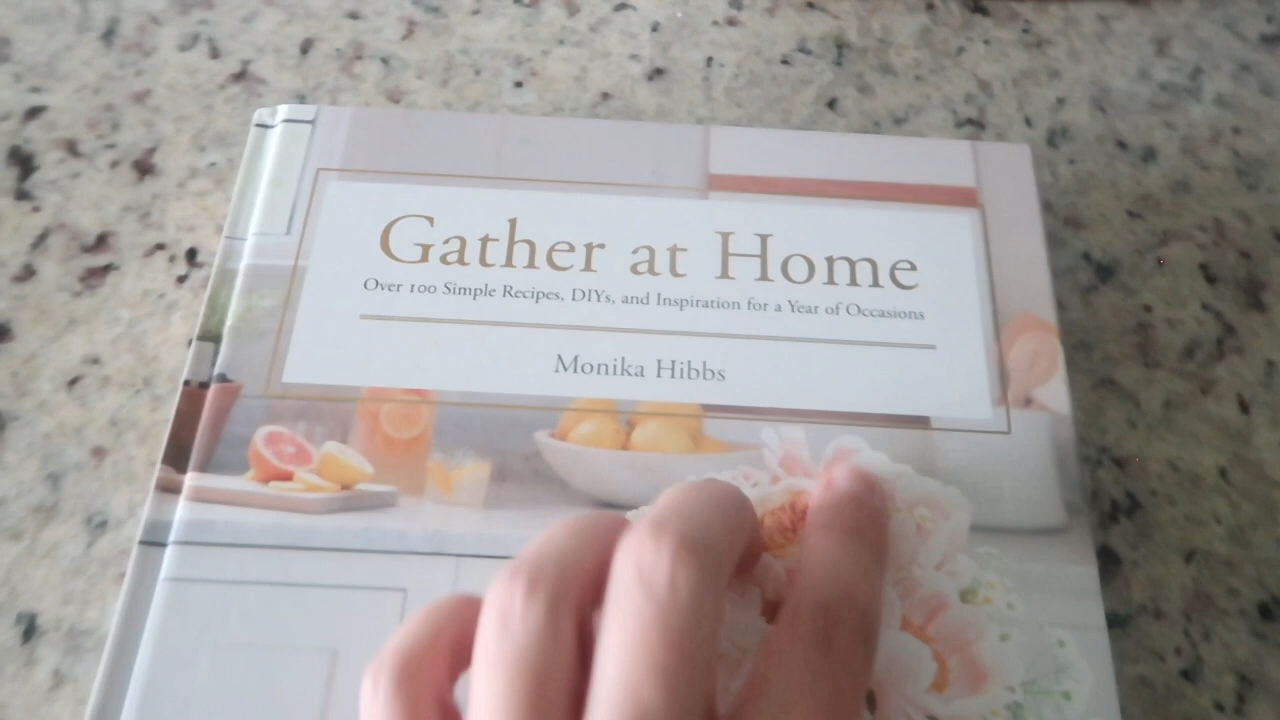 Gather at Home
Over 100 Simple Recipes, DIYs, and Inspiration for a Year of Occasions
Monika Hibbs